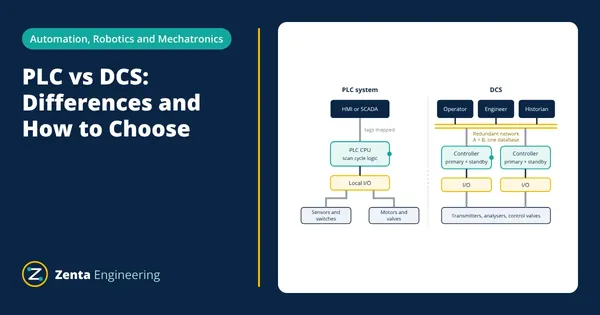 Automation, Robotics and Mechatronics
PLC vs DCS:
Differences and
How to Choose
Zenta Engineering
PLC system
HMI or SCADA
tags mapped
PLC CPU
scan cycle logic
Local I/O
Sensors and
switches
Motors and
valves
DCS
Operator
Engineer
Historian
Redundant network
A + B, one database
Controller
primary + standby
Controller
primary + standby
I/O
I/O
Transmitters, analysers, control valves